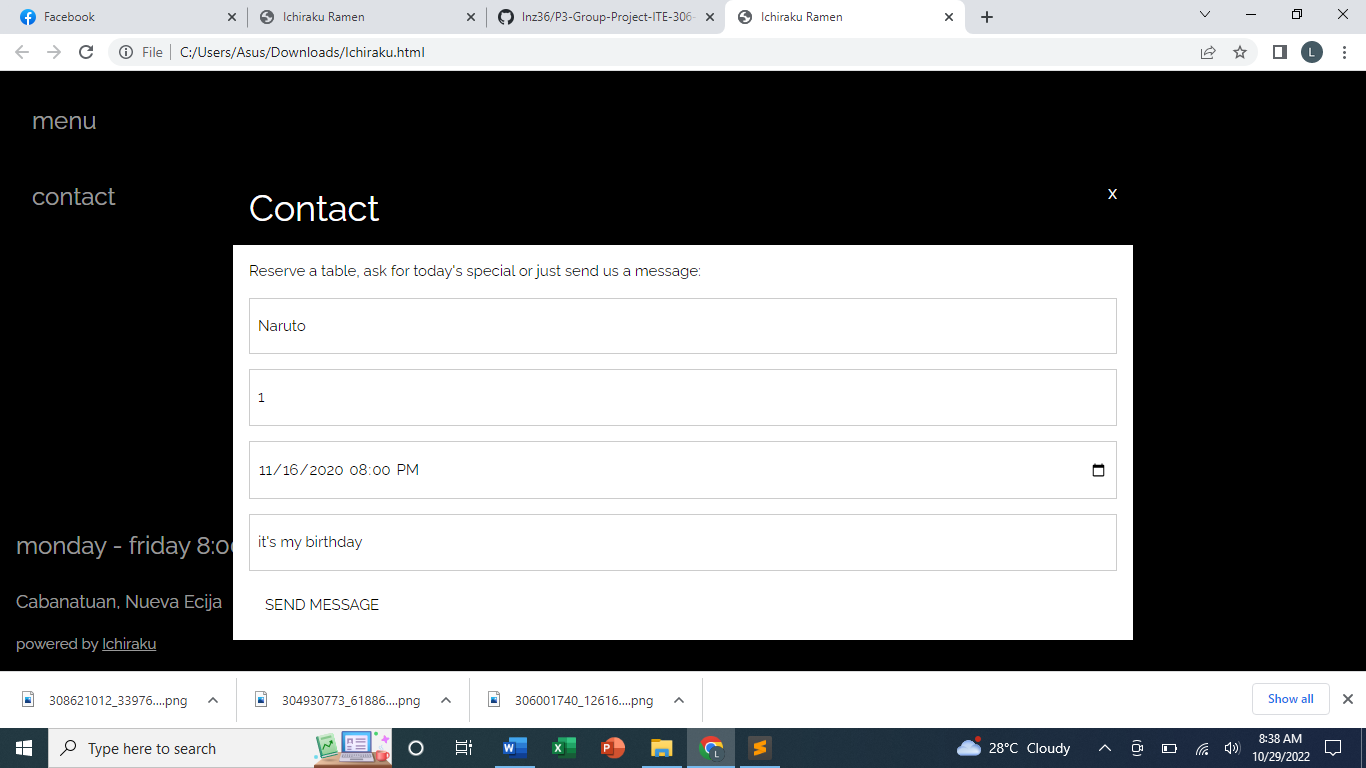 Facebook
Ichiraku Ramen
lnz36/P3-Group-Project-ITE-306-
Ichiraku Ramen
File
C:/Users/Asus/Downloads/Ichiraku.html
L
menu
contact
Contact
x
Reserve a table, ask for today's special or just send us a message:
Naruto
1
11/16/2020 08:00 PM
it's my birthday
SEND MESSAGE
monday - friday 8:0
Cabanatuan, Nueva Ecija
powered by Ichiraku
308621012_33976....png
304930773_61886....png
306001740_12616....png
Show all
Type here to search
28°C Cloudy
8:38 AM
10/29/2022